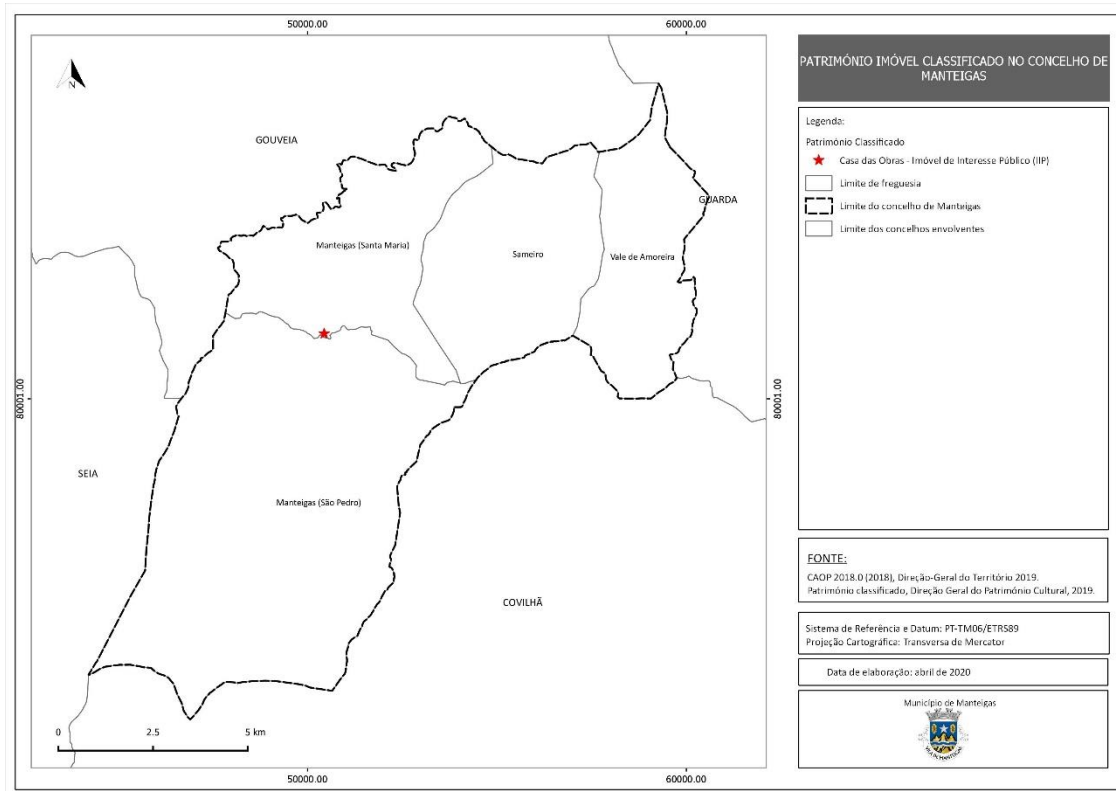 50000.00
60000.00
PATRIMÓNIO IMÓVEL CLASSIFICADO NO CONCELHO DE
MANTEIGAS
N
GOUVEIA
GUARDA
Manteigas (Santa Maria)
Sameiro
Vale de Amoreira
80001.00
80001.00
SEIA
Manteigas (São Pedro)
COVILHÃ
0
2.5
5 km
50000.00
60000.00
Legenda:
Património Classificado
Casa das Obras - Imóvel de Interesse Público (IIP)
Limite de freguesia
Limite do concelho de Manteigas
Limite dos concelhos envolventes
FONTE:
CAOP 2018.0 (2018), Direção-Geral do Território 2019.
Património classificado, Direção Geral do Património Cultural, 2019.
Sistema de Referência e Datum: PT-TM06/ETRS89
Projeção Cartográfica: Transversa de Mercator
Data de elaboração: abril de 2020
Município de Manteigas
VILA DE MANTEIGAS